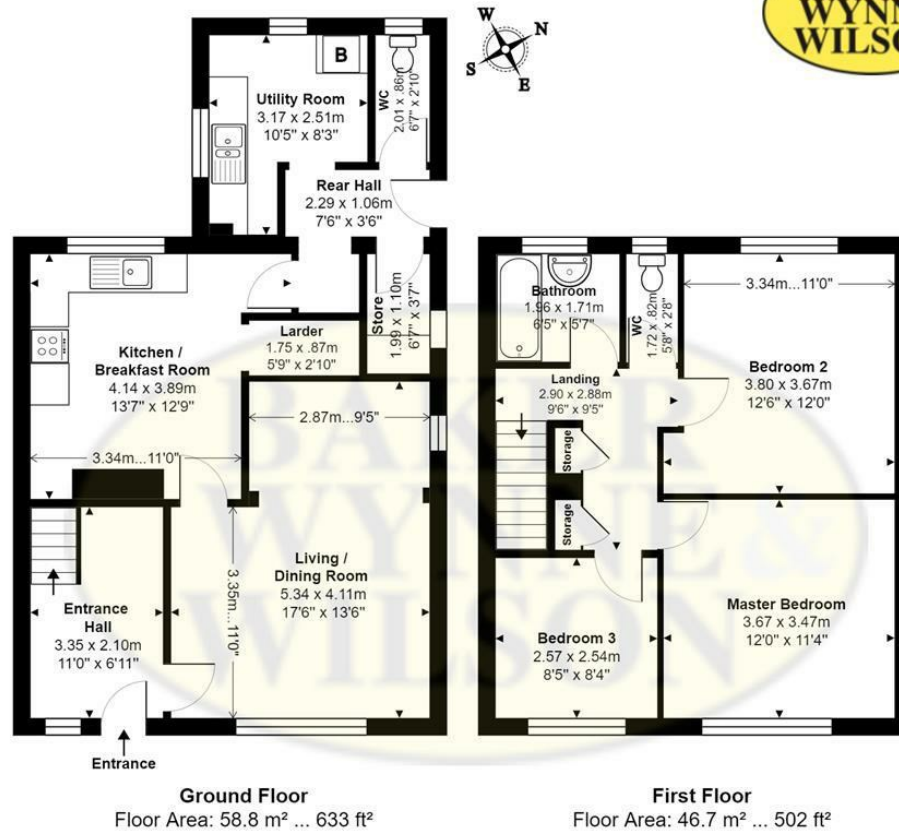 WYNN
WILSO
W
N
S
E
B
Utility Room
3.17 x 2.51m
10'5" x 8'3"
WC
2.01 x .86m
6'7" x 2'10"
Rear Hall
2.29 x 1.06m
7'6" x 3'6"
Store
1.99 x 1.10m
6'7" x 3'7"
Larder
1.75 x .87m
5'9" x 2'10"
Kitchen /
Breakfast Room
4.14 x 3.89m
13'7" x 12'9"
3.34m...11'0"
2.87m...9'5"
Living /
Dining Room
5.34 x 4.11m
17'6" x 13'6"
3.35m...11'0"
Entrance
Hall
3.35 x 2.10m
11'0" x 6'11"
Entrance
Bathroom
1.96 x 1.71m
6'5" x 5'7"
WC
1.72 x .82m
5'8" x 2'8"
3.34m...11'0"
Bedroom 2
3.80 x 3.67m
12'6" x 12'0"
Landing
2.90 x 2.88m
9'6" x 9'5"
Storage
Storage
Bedroom 3
2.57 x 2.54m
8'5" x 8'4"
Master Bedroom
3.67 x 3.47m
12'0" x 11'4"
BAKER
WYNNE &
WILSON
Ground Floor
Floor Area: 58.8 m² ... 633 ft²
First Floor
Floor Area: 46.7 m² ... 502 ft²